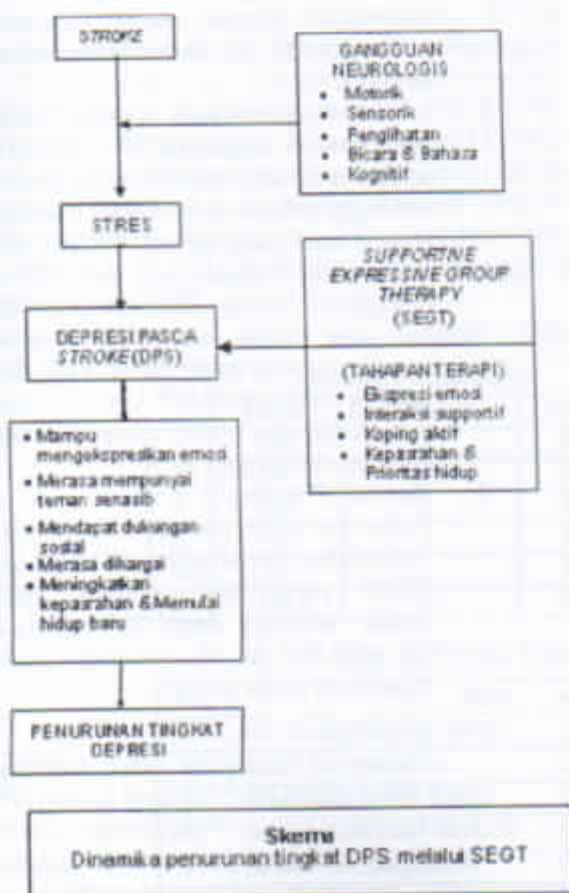 STROKE
GANGGUAN
NEUROLOGIS
• Motorik
• Sensorik
• Penglihatan
• Bicara & Bahasa
• Kognitif
STRES
SUPPORTIVE
EXPRESSIVE GROUP
THERAPY
(SEGT)
DEPRESI PASCA
STROKE (DPS)
(TAHAPAN TERAPI)
• Ekspresi emosi
• Interaksi supportif
• Koping aktif
• Kepasrahan &
Prioritas hidup
• Mampu
mengekspresikan emosi
• Merasa mempunyai
teman senasib
• Mendapat dukungan
sosial
• Merasa dihargai
• Meningkatkan
kepasrahan & Memulai
hidup baru
PENURUNAN TINGKAT
DEPRESI
Skema
Dinamika penurunan tingkat DPS melalui SEGT